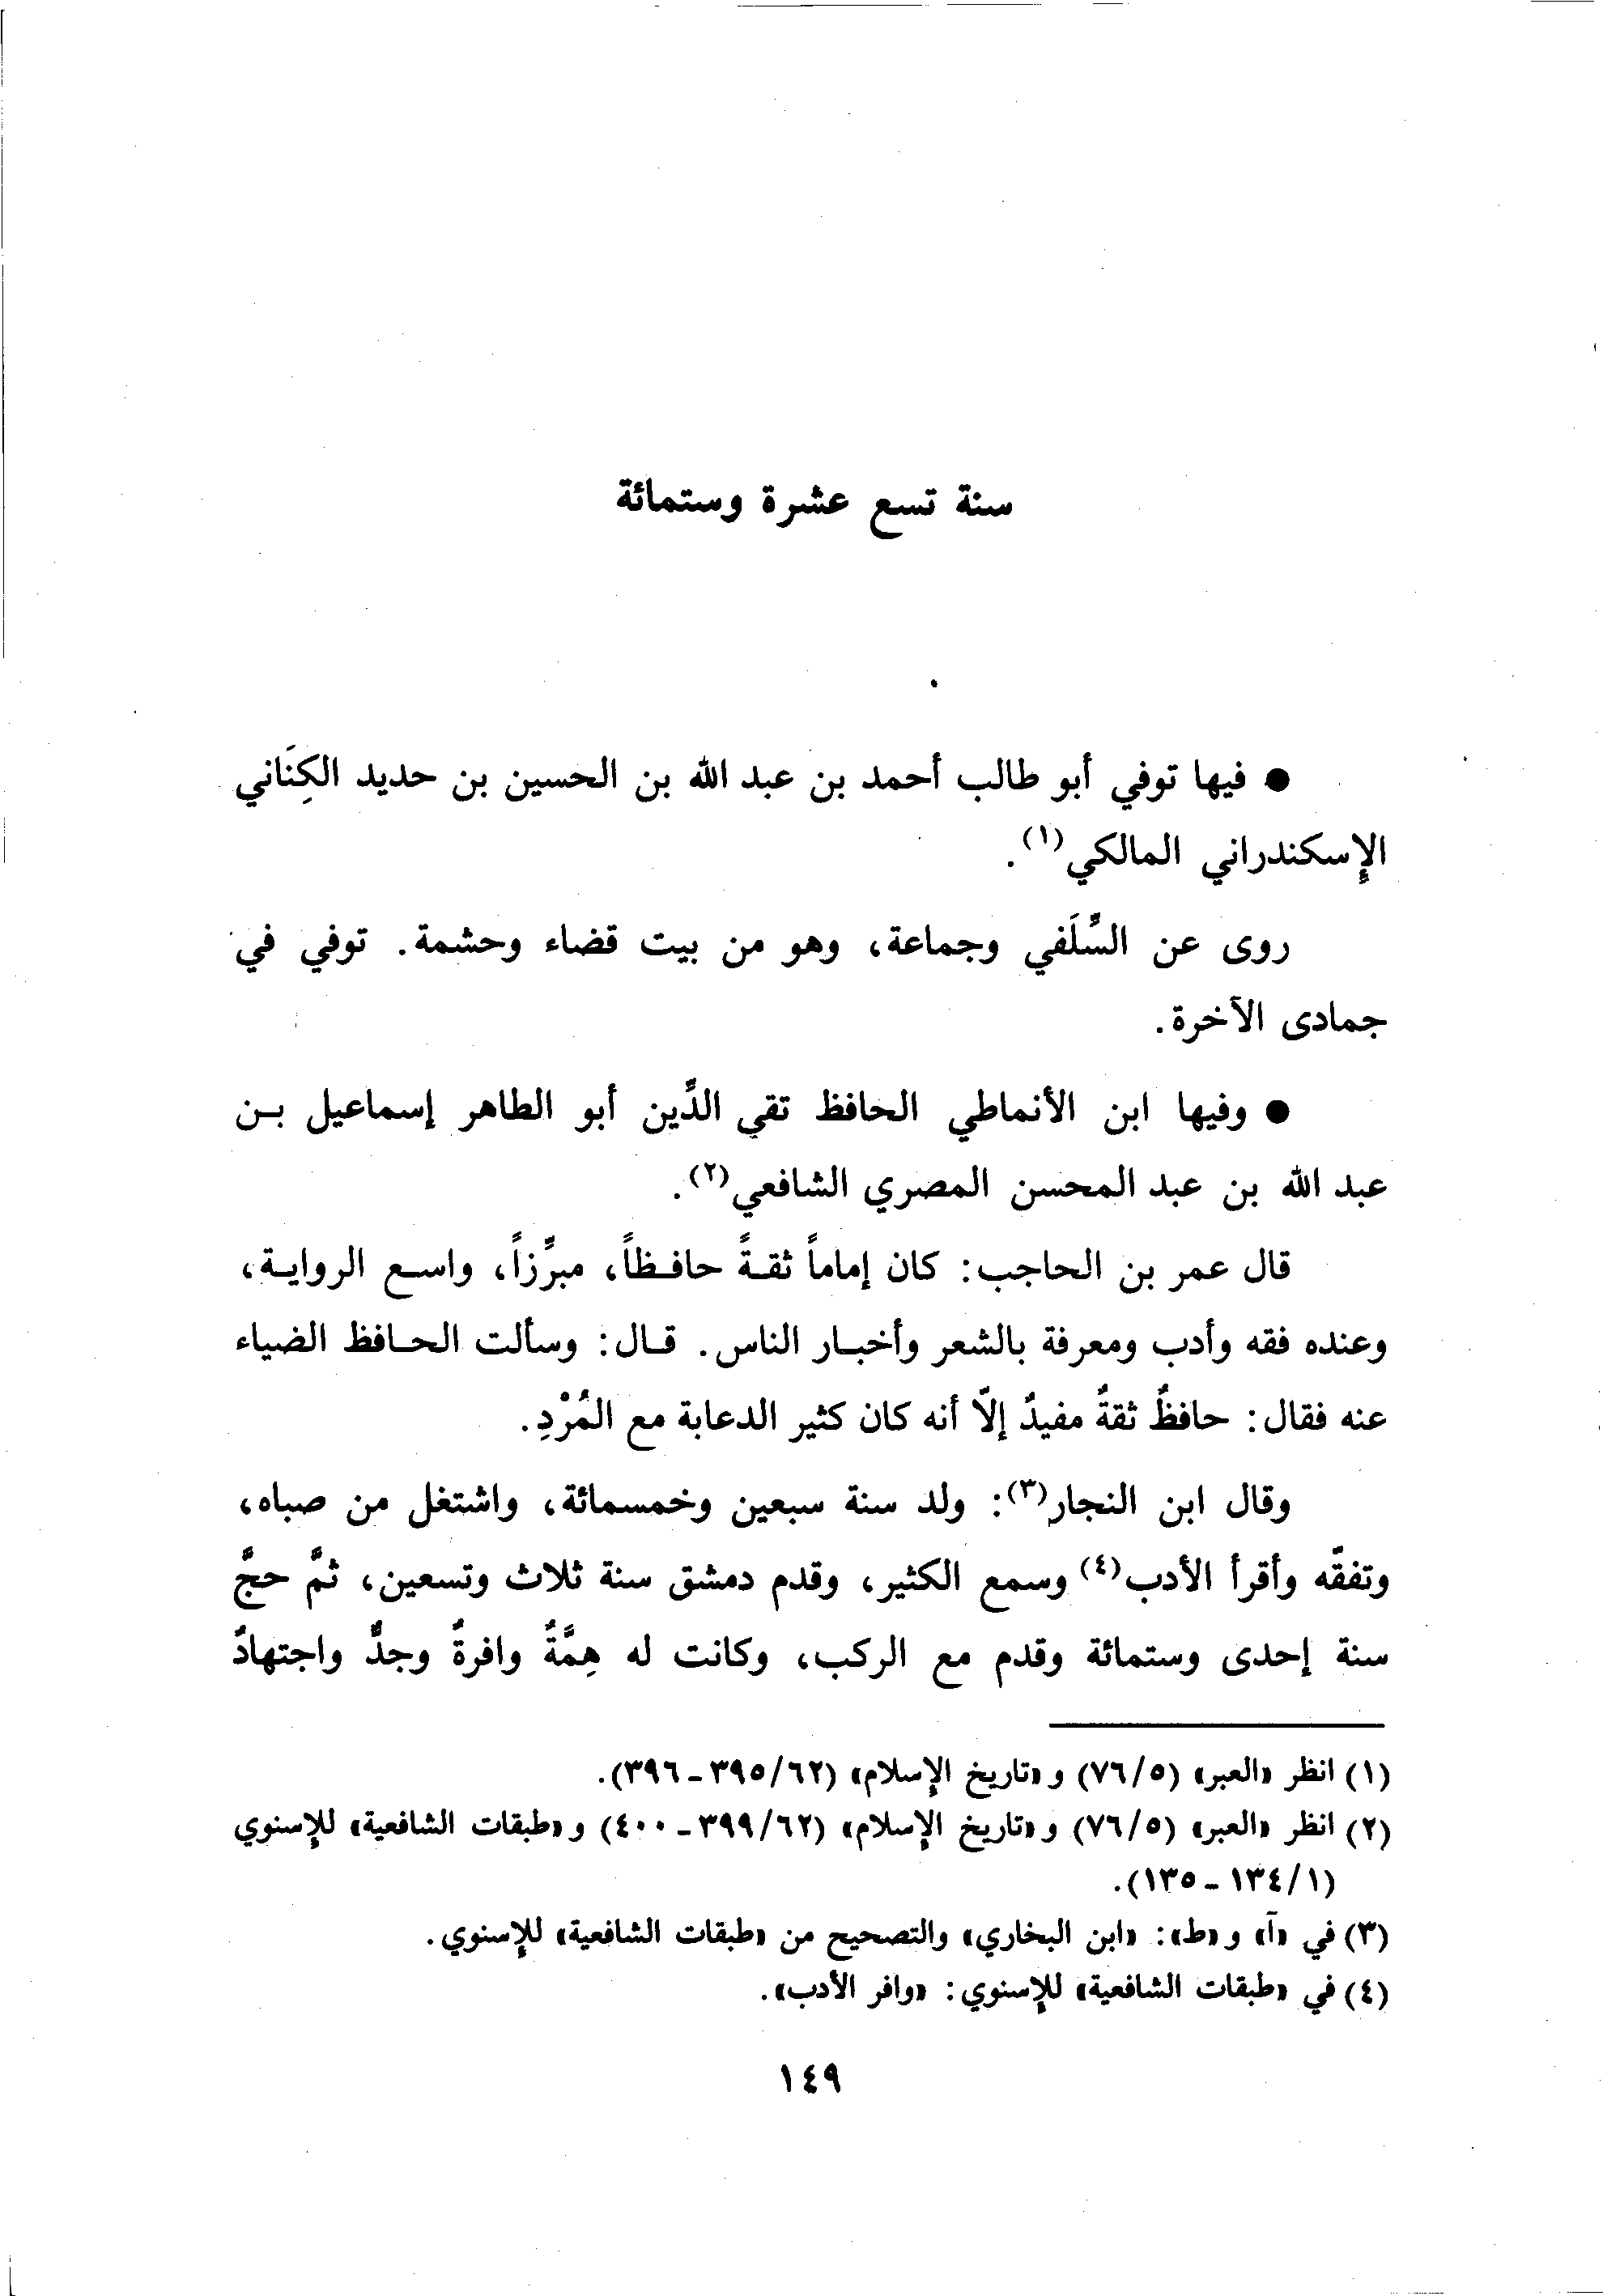 سنة تسع عشرة وستمائة
● فيها توفي أبو طالب أحمد بن عبد الله بن الحسين بن حديد الكِنَاني
الإسكندراني المالكي(١).
روى عن السِّلَفي وجماعة، وهو من بيت قضاء وحشمة. توفي في
جمادى الآخرة.
● وفيها ابن الأنماطي الحافظ تقي الدِّين أبو الطاهر إسماعيل بن
عبد الله بن عبد المحسن المصري الشافعي(٢).
قال عمر بن الحاجب: كان إماماً ثقةً حافظاً، مبرِّزاً، واسع الرواية،
وعنده فقه وأدب ومعرفة بالشعر وأخبار الناس. قال: وسألت الحافظ الضياء
عنه فقال: حافظٌ ثقةٌ مفيدٌ إلّا أنه كان كثير الدعابة مع المُرْدِ.
وقال ابن النجار(٣): ولد سنة سبعين وخمسمائة، واشتغل من صباه،
وتفقّه وأقرأ الأدب(٤) وسمع الكثير، وقدم دمشق سنة ثلاث وتسعين، ثمَّ حجَّ
سنة إحدى وستمائة وقدم مع الركب، وكانت له هِمَّةٌ وافرةٌ وجدٌّ واجتهادٌ
(١) انظر «العبر» (٥/٧٦) و«تاريخ الإسلام» (٦٢/٣٩٥ - ٣٩٦).
(٢) انظر «العبر» (٥/٧٦) و«تاريخ الإسلام» (٦٢/٣٩٩ - ٤٠٠) و«طبقات الشافعية» للإسنوي
(١/١٣٤ - ١٣٥).
(٣) في «آ» و«ط»: «ابن البخاري» والتصحيح من «طبقات الشافعية» للإسنوي.
(٤) في «طبقات الشافعية» للإسنوي: «وافر الأدب».
١٤٩